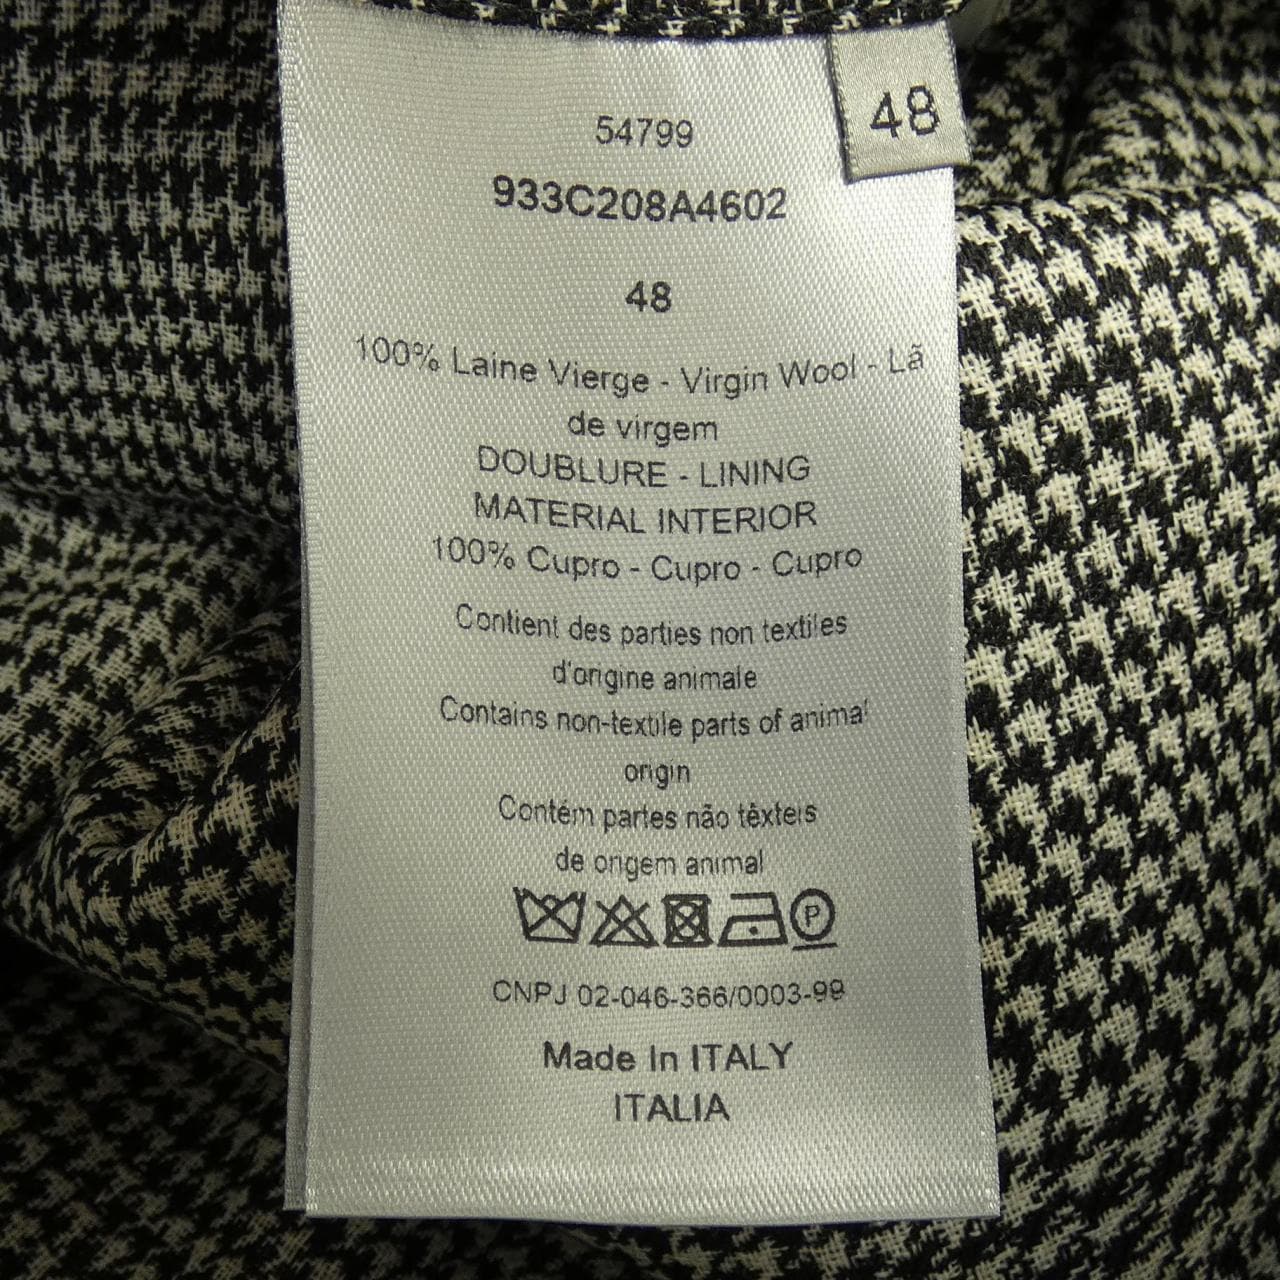 48
54799
933C208A4602
48
100% Laine Vierge - Virgin Wool - Lã
de virgem
DOUBLURE - LINING
MATERIAL INTERIOR
100% Cupro - Cupro - Cupro
Contient des parties non textiles
d'origine animale
Contains non-textile parts of animal
origin
Contém partes não têxteis
de origem animal
P
CNPJ 02-046-366/0003-99
Made In ITALY
ITALIA